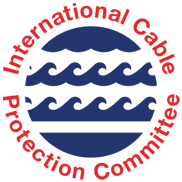 International Cable
Protection Committee